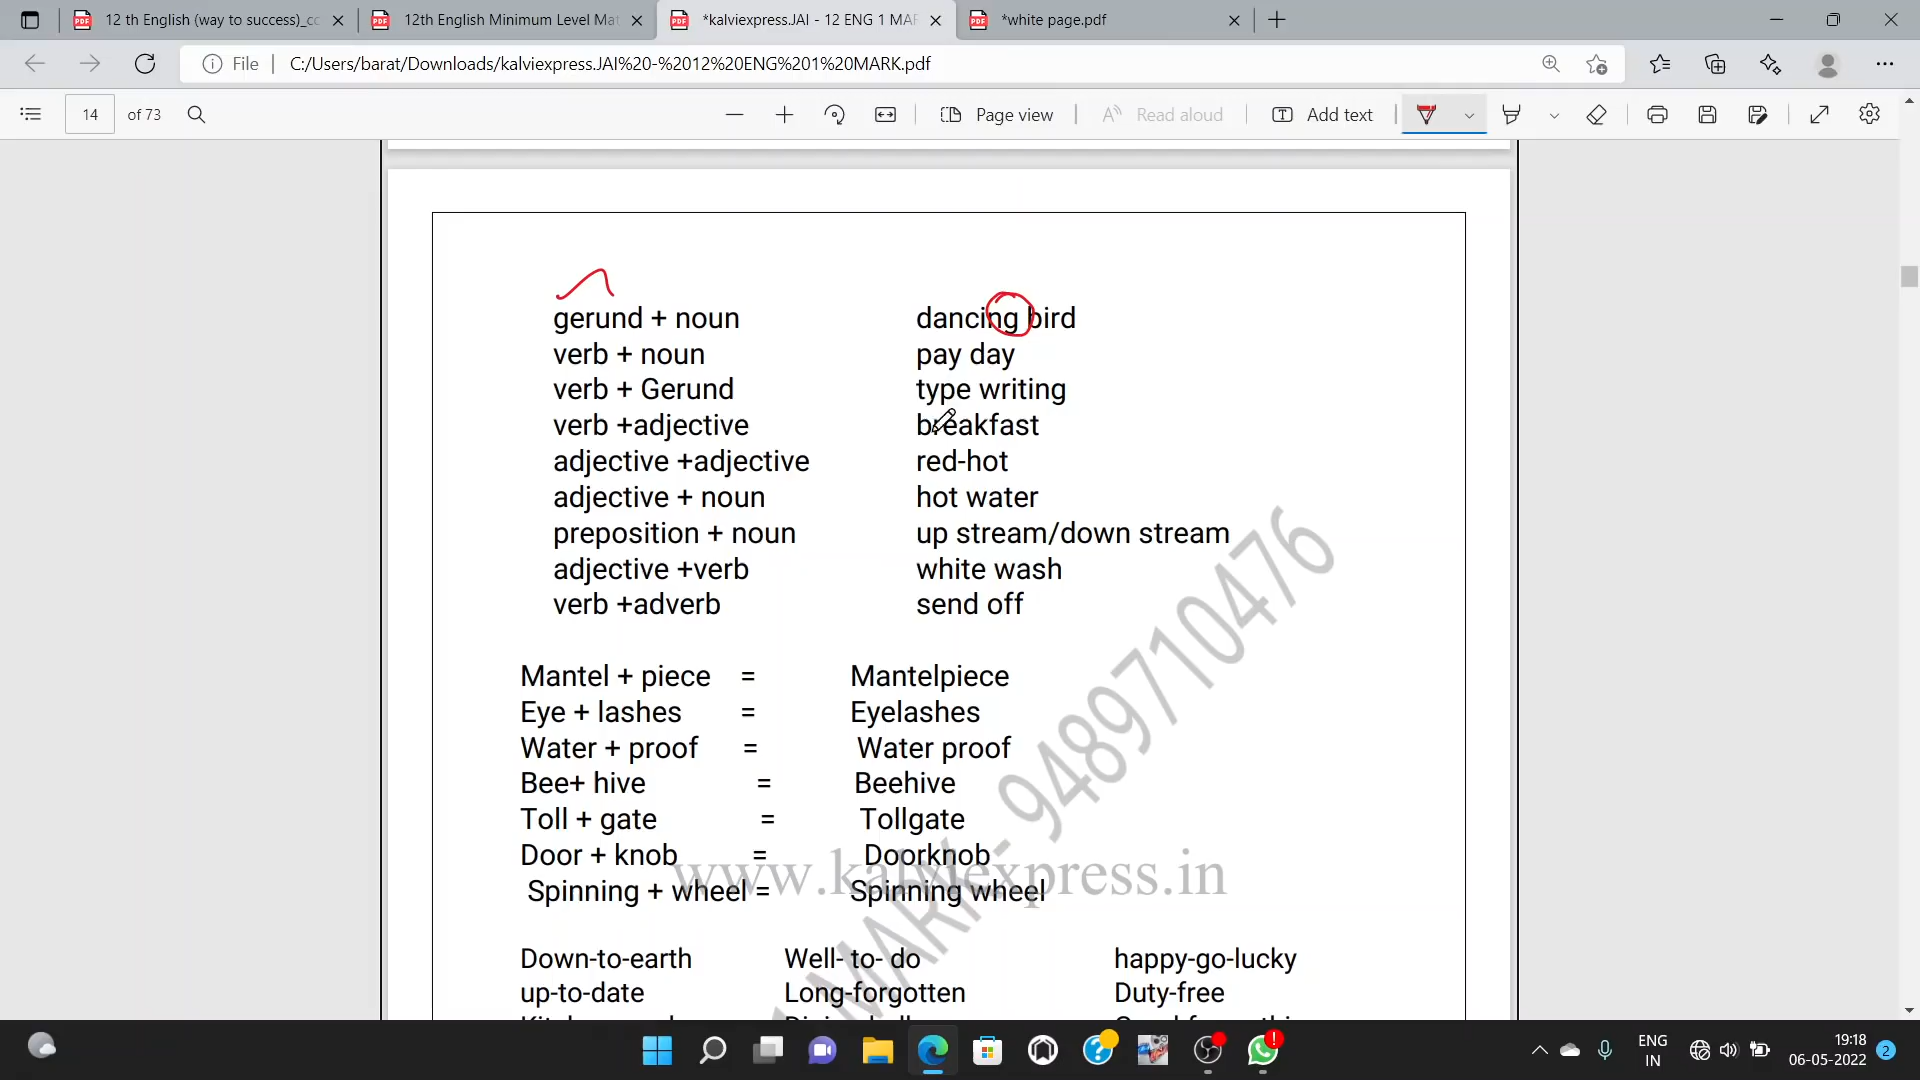 12 th English (way to success)_co
12th English Minimum Level Mat
*kalviexpress.JAI - 12 ENG 1 MAR
*white page.pdf
File
C:/Users/barat/Downloads/kalviexpress.JAI%20-%2012%20ENG%201%20MARK.pdf
14 of 73
Page view
Read aloud
Add text
gerund + noun dancing bird
verb + noun pay day
verb + Gerund type writing
verb +adjective breakfast
adjective +adjective red-hot
adjective + noun hot water
preposition + noun up stream/down stream
adjective +verb white wash
verb +adverb send off
Mantel + piece = Mantelpiece
Eye + lashes = Eyelashes
Water + proof = Water proof
Bee+ hive = Beehive
Toll + gate = Tollgate
Door + knob = Doorknob
Spinning + wheel = Spinning wheel
Down-to-earth Well- to- do happy-go-lucky
up-to-date Long-forgotten Duty-free
1 MARK - 9489710476
www.kalviexpress.in
ENG
IN
19:18
06-05-2022
2